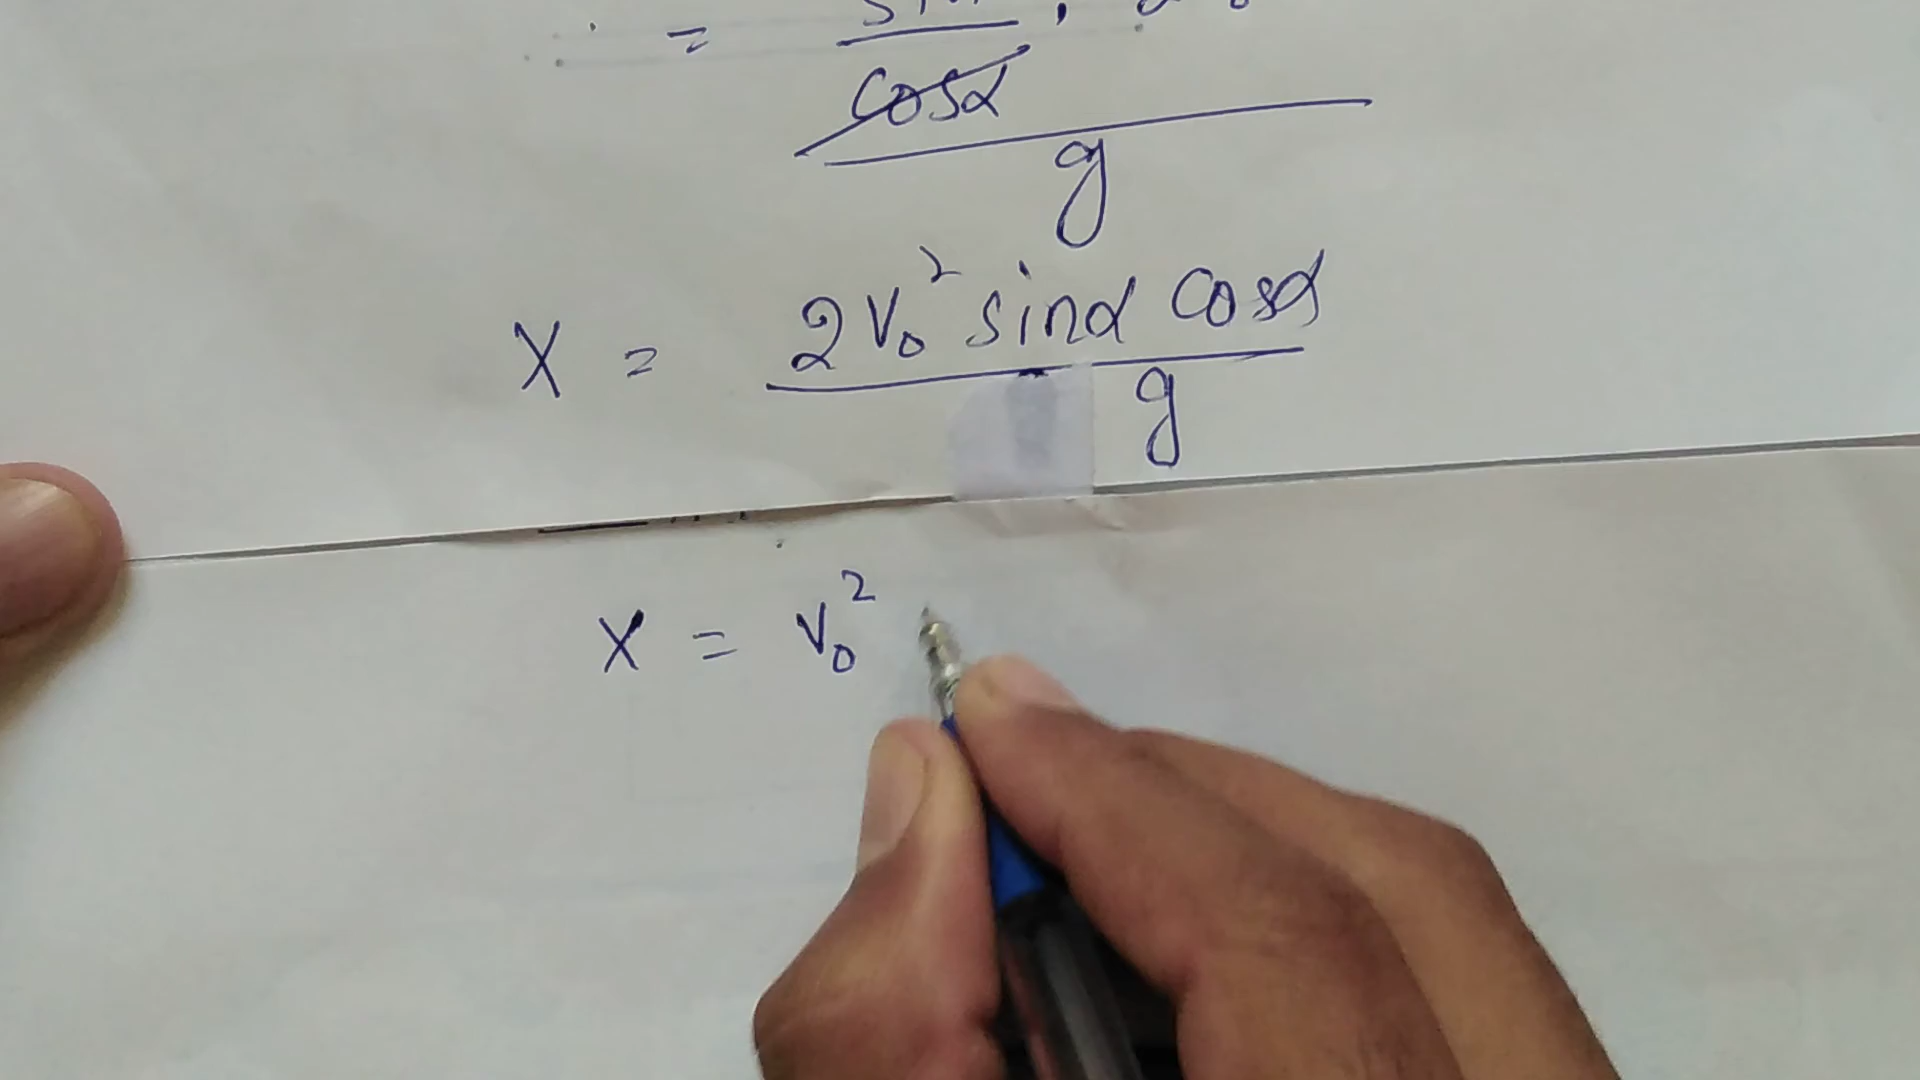 =
cosα
g
X = 2V₀² sinα cosα
g
X = V₀²